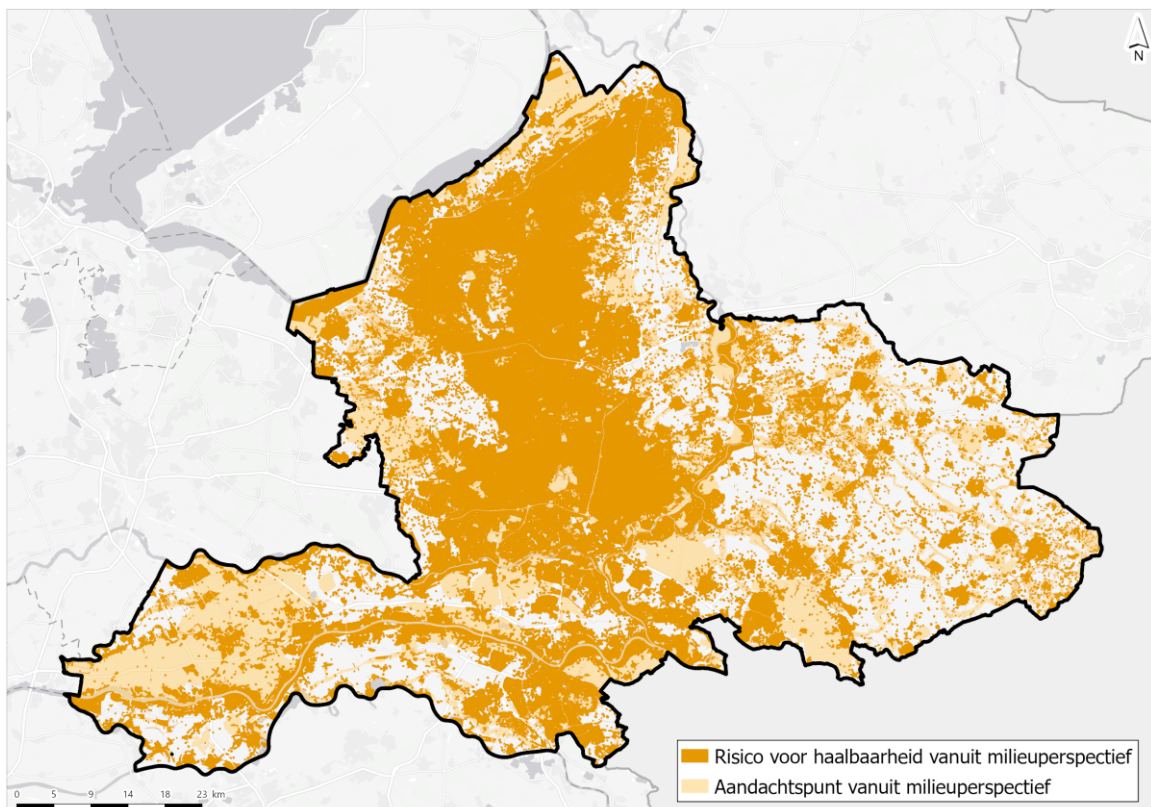 N
Risico voor haalbaarheid vanuit milieuperspectief
Aandachtspunt vanuit milieuperspectief
0 5 9 14 18 23 km